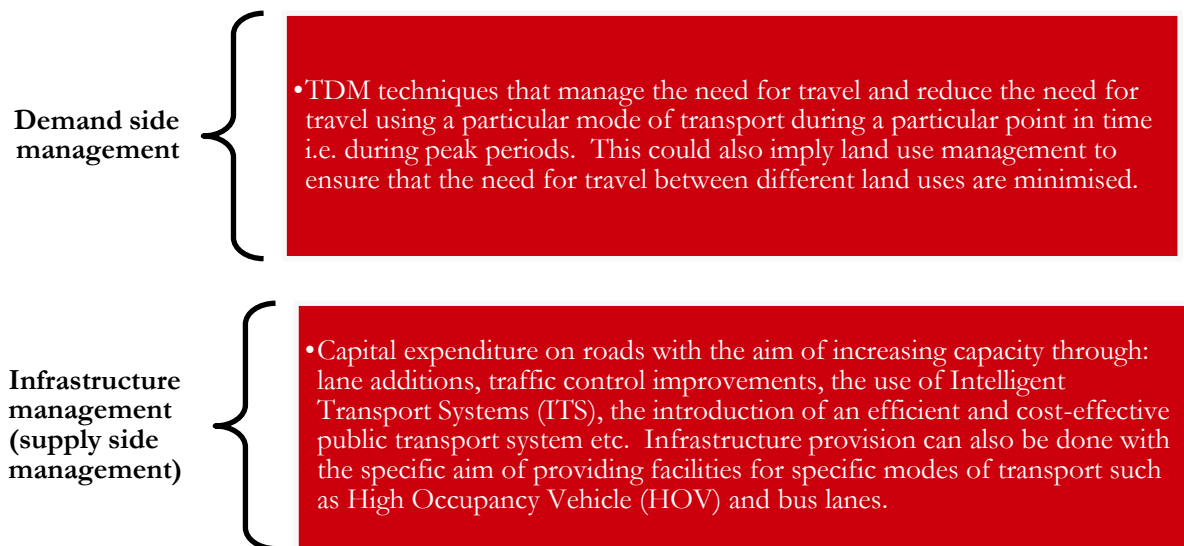 Demand side
management
•TDM techniques that manage the need for travel and reduce the need for
travel using a particular mode of transport during a particular point in time
i.e. during peak periods.  This could also imply land use management to
ensure that the need for travel between different land uses are minimised.
Infrastructure
management
(supply side
management)
•Capital expenditure on roads with the aim of increasing capacity through:
lane additions, traffic control improvements, the use of Intelligent
Transport Systems (ITS), the introduction of an efficient and cost-effective
public transport system etc.  Infrastructure provision can also be done with
the specific aim of providing facilities for specific modes of transport such
as High Occupancy Vehicle (HOV) and bus lanes.